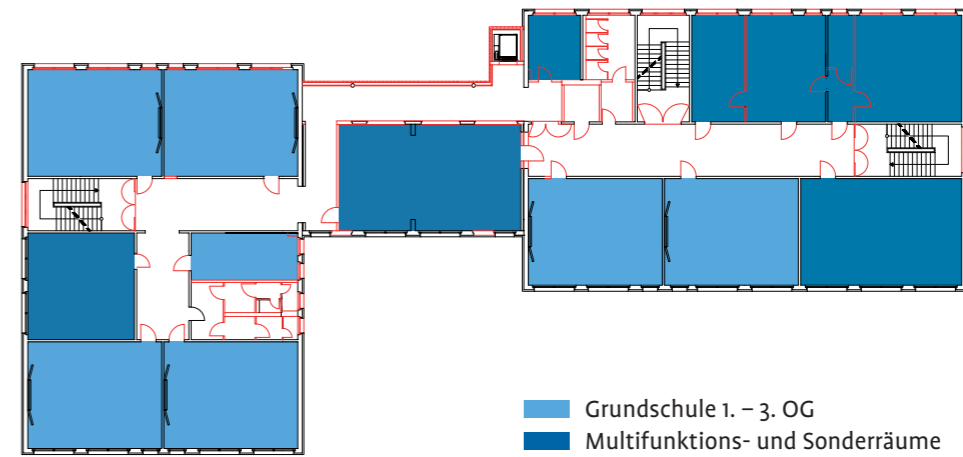 Grundschule 1. – 3. OG
Multifunktions- und Sonderräume